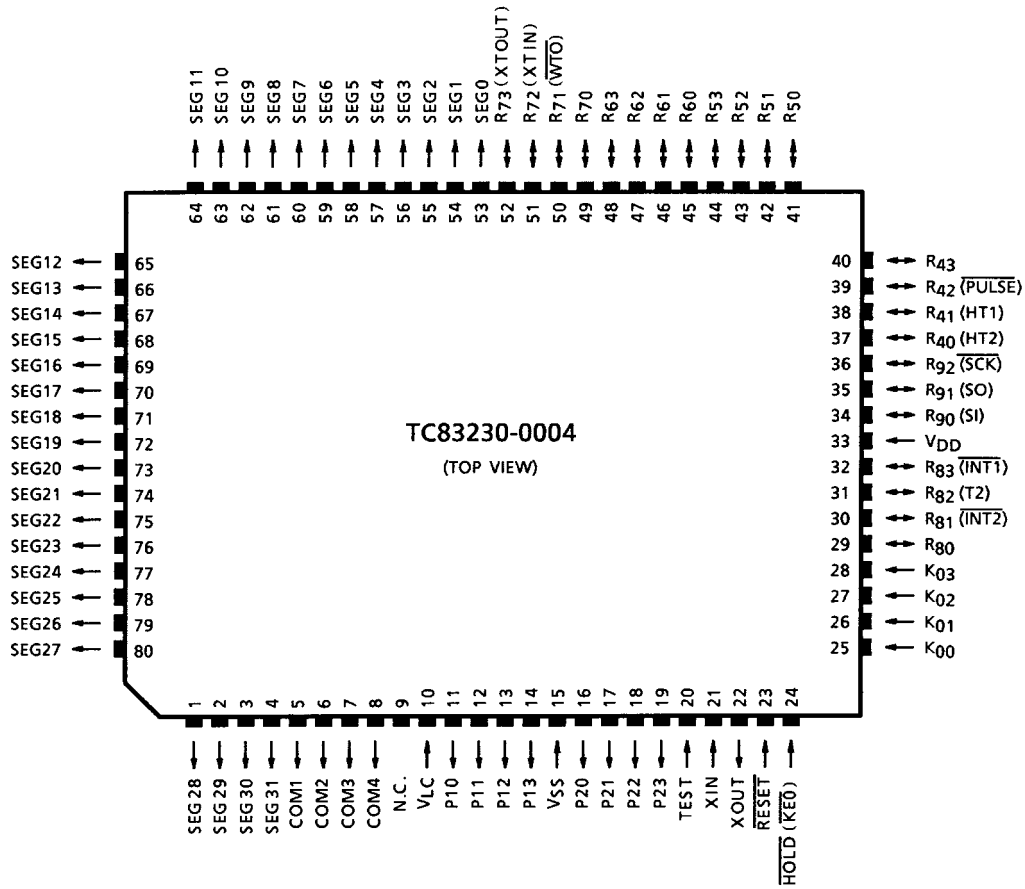 SEG11 SEG10 SEG9 SEG8 SEG7 SEG6 SEG5 SEG4 SEG3 SEG2 SEG1 SEG0 R73 (XTOUT) R72 (XTIN) R71 (WTO) R70 R63 R62 R61 R60 R53 R52 R51 R50
64 63 62 61 60 59 58 57 56 55 54 53 52 51 50 49 48 47 46 45 44 43 42 41
SEG12 65
SEG13 66
SEG14 67
SEG15 68
SEG16 69
SEG17 70
SEG18 71
SEG19 72
SEG20 73
SEG21 74
SEG22 75
SEG23 76
SEG24 77
SEG25 78
SEG26 79
SEG27 80
TC83230-0004
(TOP VIEW)
40 R43
39 R42 (PULSE)
38 R41 (HT1)
37 R40 (HT2)
36 R92 (SCK)
35 R91 (SO)
34 R90 (SI)
33 VDD
32 R83 (INT1)
31 R82 (T2)
30 R81 (INT2)
29 R80
28 K03
27 K02
26 K01
25 K00
1 2 3 4 5 6 7 8 9 10 11 12 13 14 15 16 17 18 19 20 21 22 23 24
SEG28 SEG29 SEG30 SEG31 COM1 COM2 COM3 COM4 N.C. VLC P10 P11 P12 P13 VSS P20 P21 P22 P23 TEST XIN XOUT RESET HOLD (KE0)